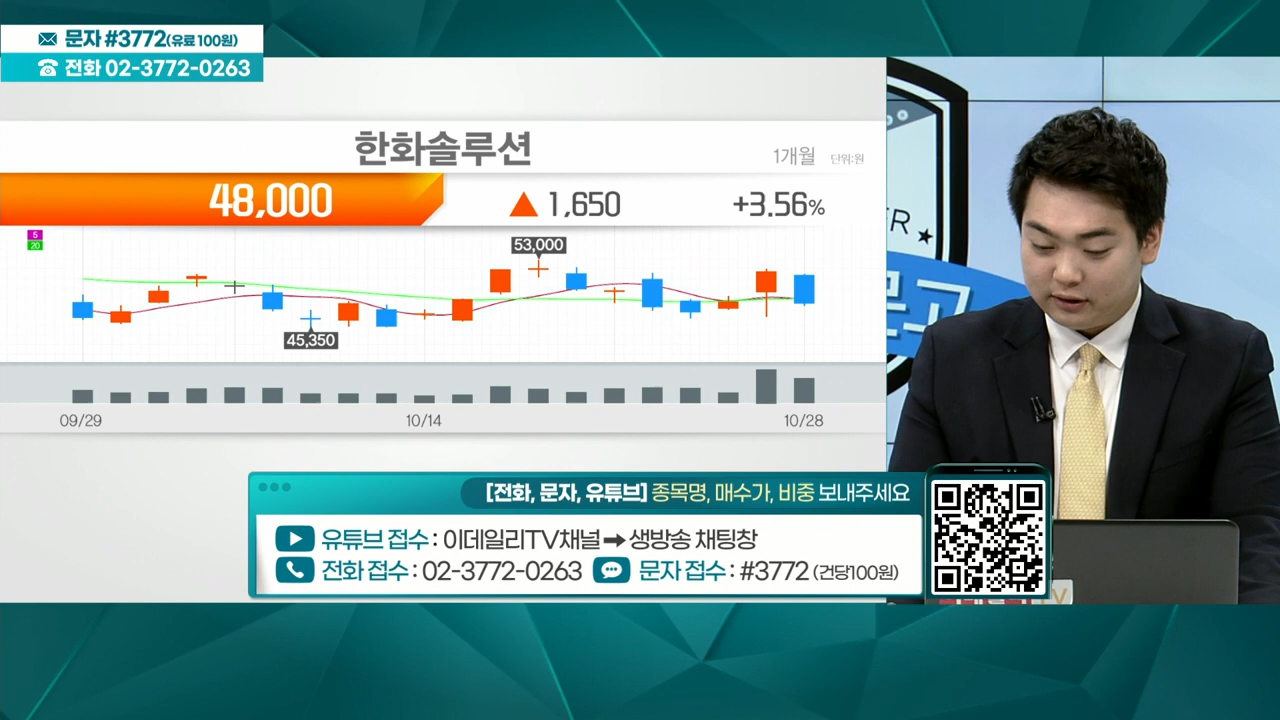 문자 #3772(유료 100원)
전화 02-3772-0263
한화솔루션
1개월 단위:원
48,000 ▲ 1,650 +3.56%
5
20
53,000
45,350
09/29 10/14 10/28
[전화, 문자, 유튜브] 종목명, 매수가, 비중 보내주세요
유튜브 접수 : 이데일리TV채널➞생방송 채팅창
전화 접수 : 02-3772-0263 문자 접수 : #3772 (건당100원)